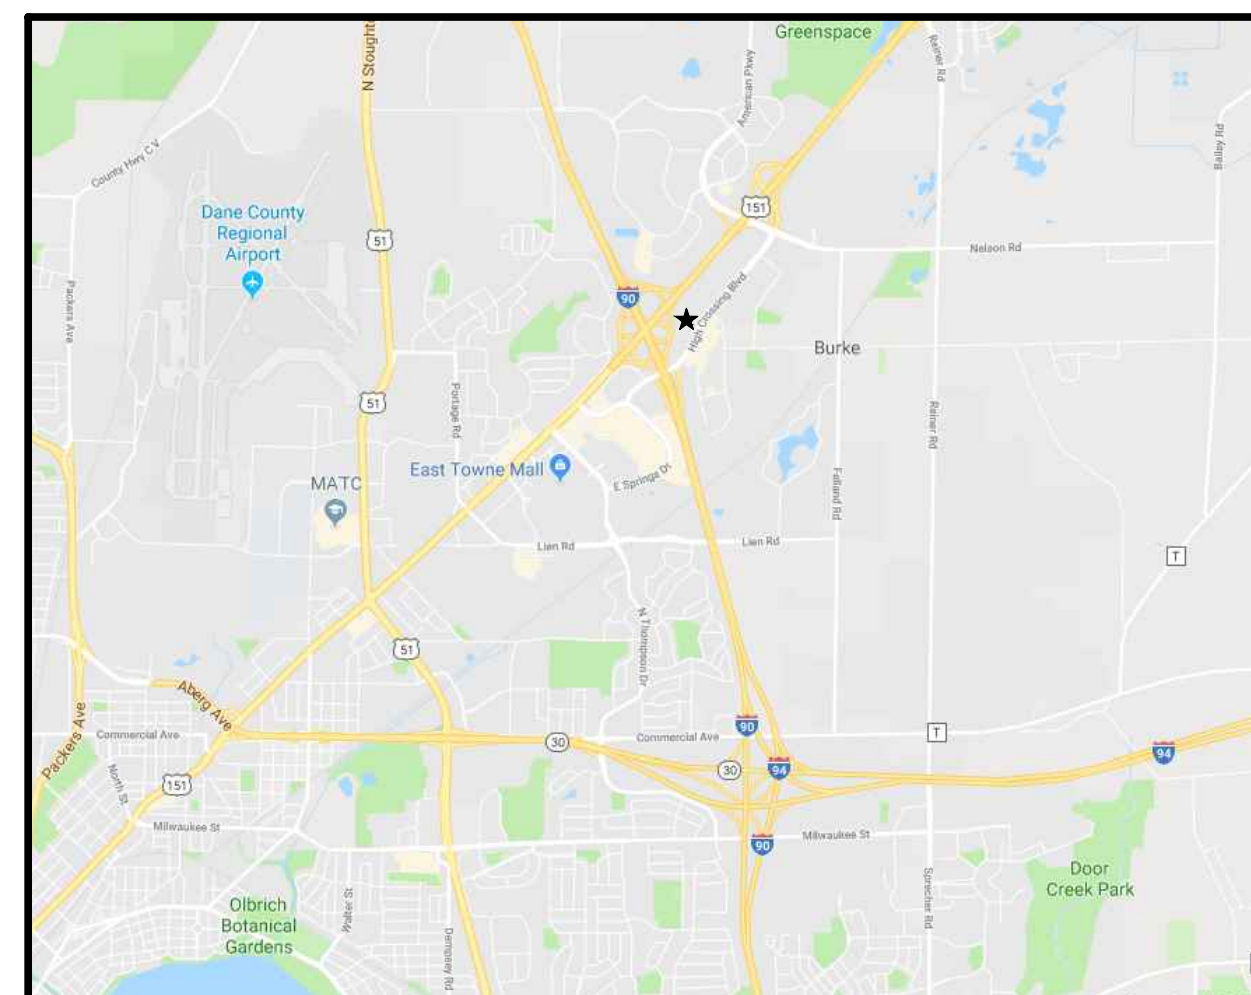 Greenspace
N Stought
American Pkwy
Reiner Rd
Bailey Rd
County Hwy CV
151
Dane County
Regional
Airport
51
Nelson Rd
Packers Ave
90
High Crossing Blvd
Burke
51
Portage Rd
Reiner Rd
East Towne Mall
E Springs Dr
MATC
Felland Rd
Lien Rd
Lien Rd
T
N Thompson Dr
51
Aberg Ave
Packers Ave
Commercial Ave
30
Commercial Ave
90
T
94
30
94
North St
151
Milwaukee St
Milwaukee St
90
Door
Creek Park
Sprecher Rd
Walter St
Olbrich
Botanical
Gardens
Dempsey Rd